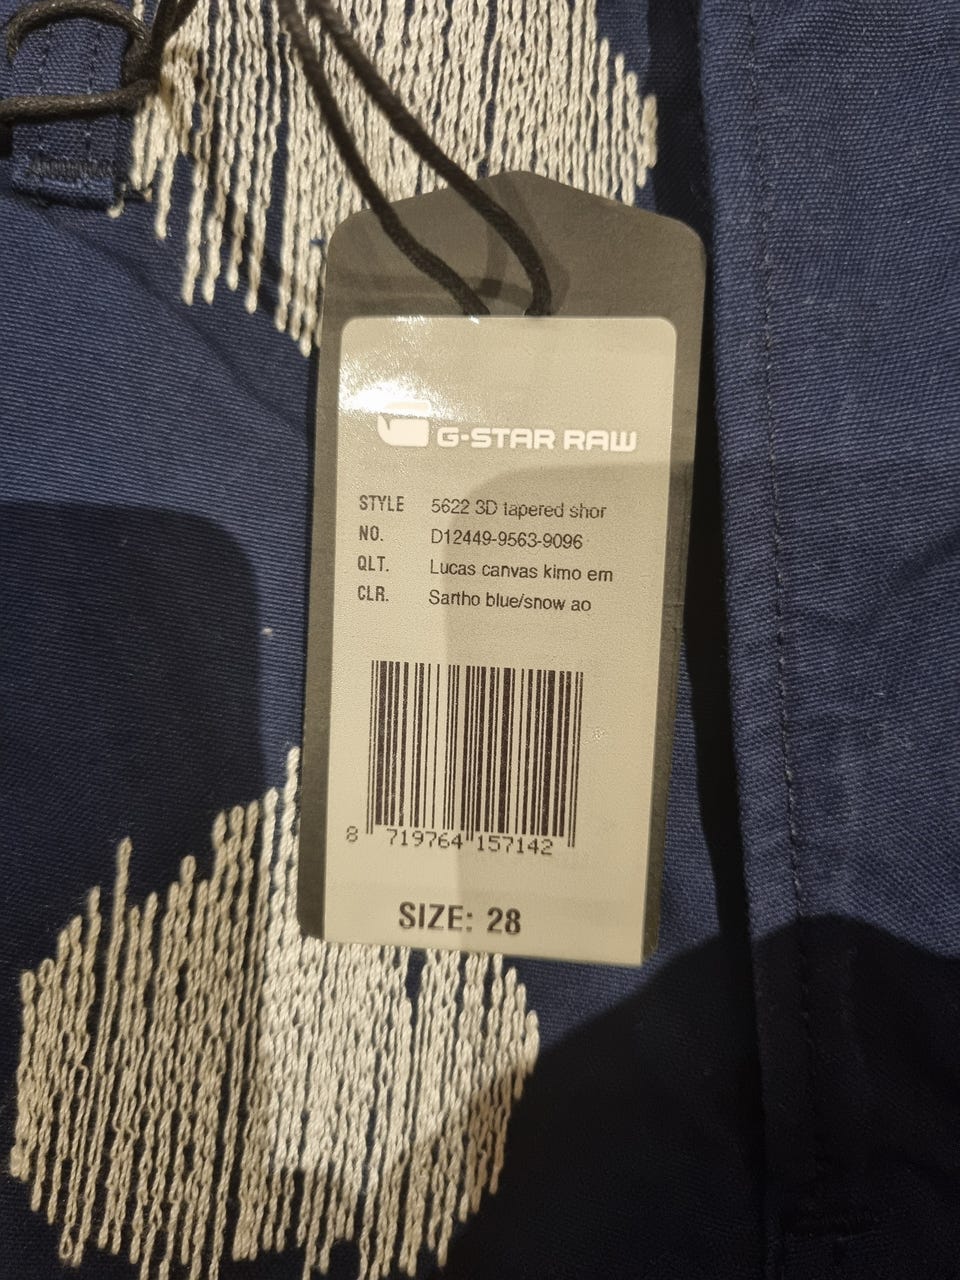 G-STAR RAW
STYLE 5622 3D tapered shor
NO. D12449-9563-9096
QLT. Lucas canvas kimo em
CLR. Sartho blue/snow ao
8 719764 157142
SIZE: 28